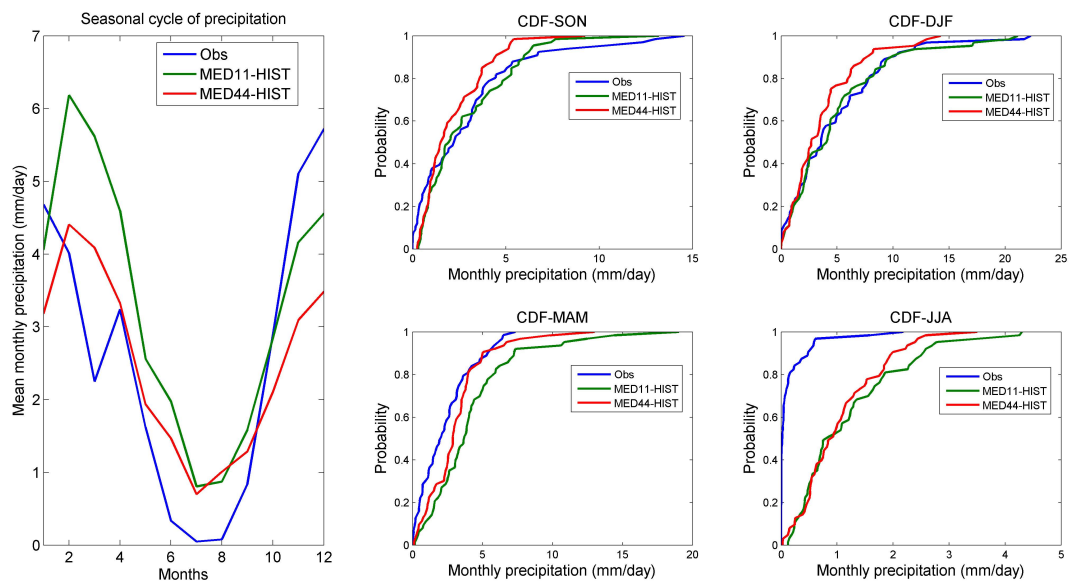 Seasonal cycle of precipitation
Mean monthly precipitation (mm/day)
7
6
5
4
3
2
1
0
Obs
MED11-HIST
MED44-HIST
2 4 6 8 10 12
Months
CDF-SON
Probability
1
0.8
0.6
0.4
0.2
0
Obs
MED11-HIST
MED44-HIST
0 5 10 15
Monthly precipitation (mm/day)
CDF-DJF
Probability
1
0.8
0.6
0.4
0.2
0
Obs
MED11-HIST
MED44-HIST
0 5 10 15 20 25
Monthly precipitation (mm/day)
CDF-MAM
Probability
1
0.8
0.6
0.4
0.2
0
Obs
MED11-HIST
MED44-HIST
0 5 10 15 20
Monthly precipitation (mm/day)
CDF-JJA
Probability
1
0.8
0.6
0.4
0.2
0
Obs
MED11-HIST
MED44-HIST
0 1 2 3 4 5
Monthly precipitation (mm/day)